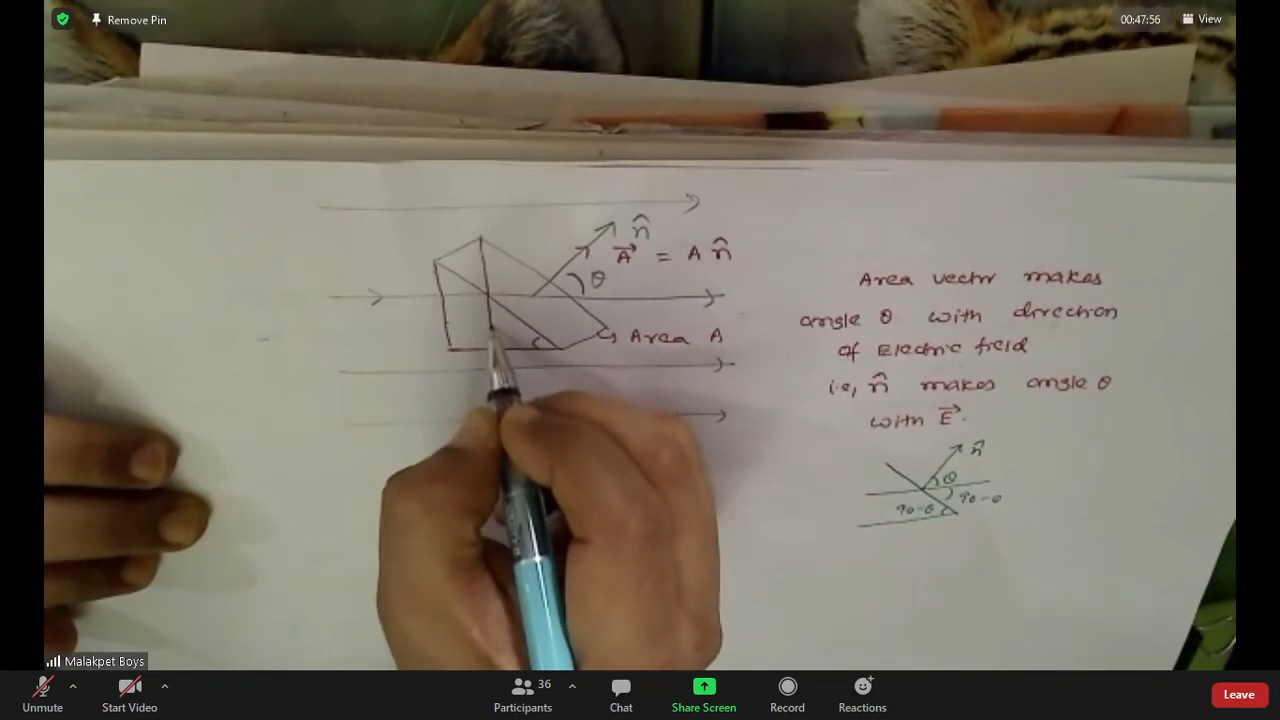 Remove Pin
00:47:56
View
n̂
A⃗ = A n̂
θ
Area A
Area vector makes
angle θ with direction
of Electric field
i.e, n̂ makes angle θ
with E⃗.
n̂
θ
90-θ
90-θ
Malakpet Boys
Unmute
Start Video
Participants
36
Chat
Share Screen
Record
Reactions
Leave